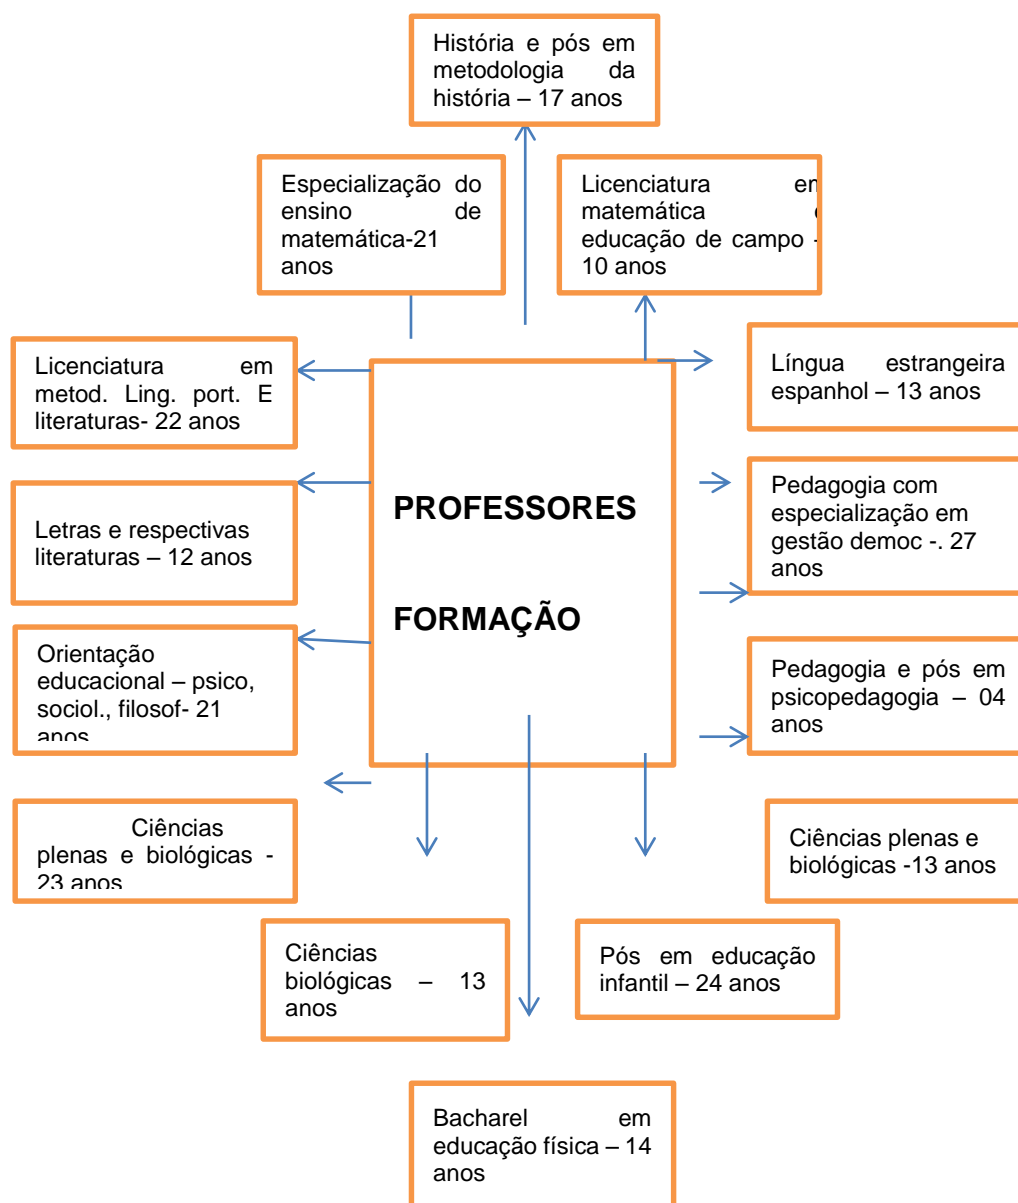 História e pós em
metodologia da
história – 17 anos
Especialização do
ensino de
matemática-21
anos
Licenciatura em
matemática
educação de campo -
10 anos
Licenciatura em
metod. Ling. port. E
literaturas- 22 anos
Língua estrangeira
espanhol – 13 anos
PROFESSORES
FORMAÇÃO
Letras e respectivas
literaturas – 12 anos
Pedagogia com
especialização em
gestão democ -. 27
anos
Orientação
educacional – psico,
sociol., filosof- 21
anos
Pedagogia e pós em
psicopedagogia – 04
anos
Ciências
plenas e biológicas -
23 anos
Ciências plenas e
biológicas -13 anos
Ciências
biológicas – 13
anos
Pós em educação
infantil – 24 anos
Bacharel em
educação física – 14
anos